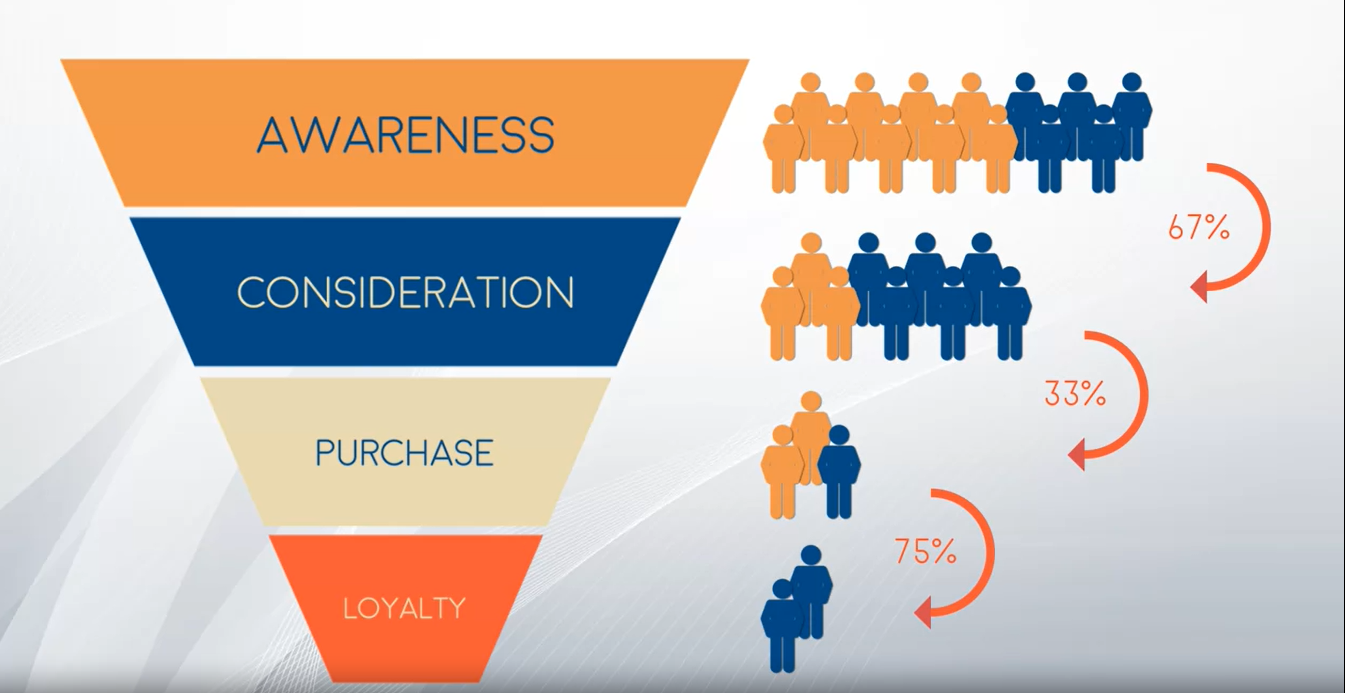 AWARENESS
67%
CONSIDERATION
33%
PURCHASE
75%
LOYALTY